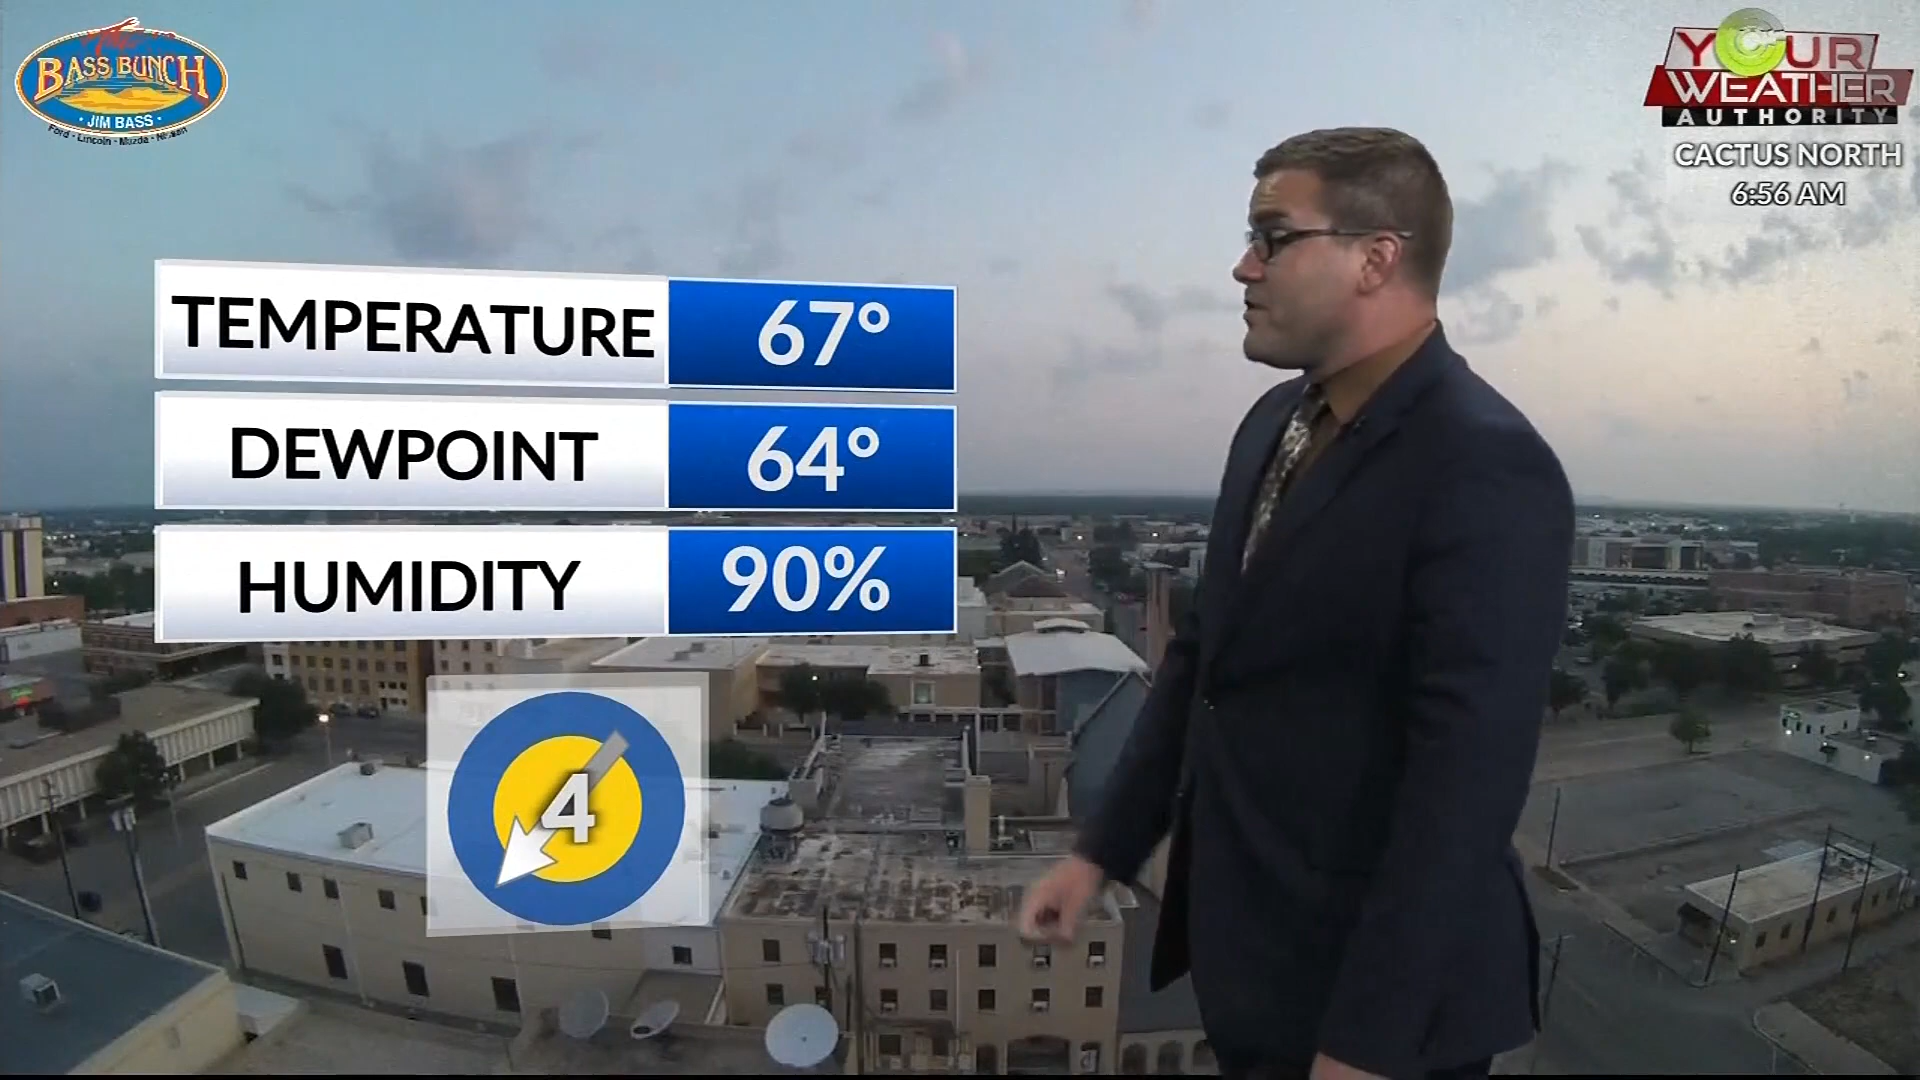 The
BASS BUNCH
• JIM BASS •
Ford - Lincoln - Mazda - Nissan
YOUR
WEATHER
AUTHORITY
CACTUS NORTH
6:56 AM
TEMPERATURE 67°
DEWPOINT 64°
HUMIDITY 90%
4